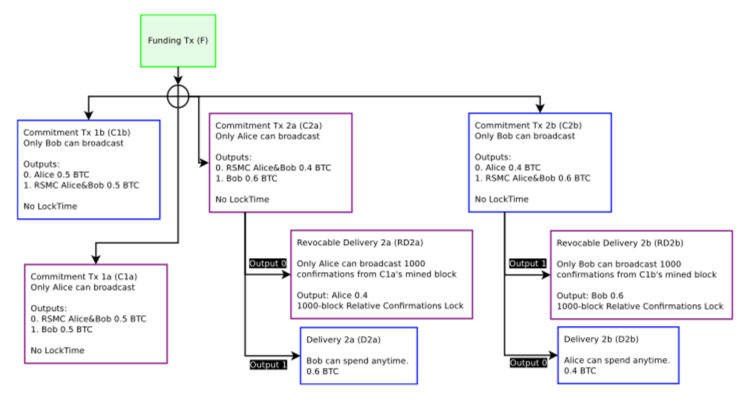 Funding Tx (F)
Commitment Tx 1b (C1b)
Only Bob can broadcast
Outputs:
0. Alice 0.5 BTC
1. RSMC Alice&Bob 0.5 BTC
No LockTime
Commitment Tx 2a (C2a)
Only Alice can broadcast
Outputs:
0. RSMC Alice&Bob 0.4 BTC
1. Bob 0.6 BTC
No LockTime
Commitment Tx 2b (C2b)
Only Bob can broadcast
Outputs:
0. Alice 0.4 BTC
1. RSMC Alice&Bob 0.6 BTC
No LockTime
Commitment Tx 1a (C1a)
Only Alice can broadcast
Outputs:
0. RSMC Alice&Bob 0.5 BTC
1. Bob 0.5 BTC
No LockTime
Output 0
Revocable Delivery 2a (RD2a)
Only Alice can broadcast 1000
confirmations from C1a's mined block
Output: Alice 0.4
1000-block Relative Confirmations Lock
Output 1
Revocable Delivery 2b (RD2b)
Only Bob can broadcast 1000
confirmations from C1b's mined block
Output: Bob 0.6
1000-block Relative Confirmations Lock
Output 1
Delivery 2a (D2a)
Bob can spend anytime.
0.6 BTC
Output 0
Delivery 2b (D2b)
Alice can spend anytime.
0.4 BTC